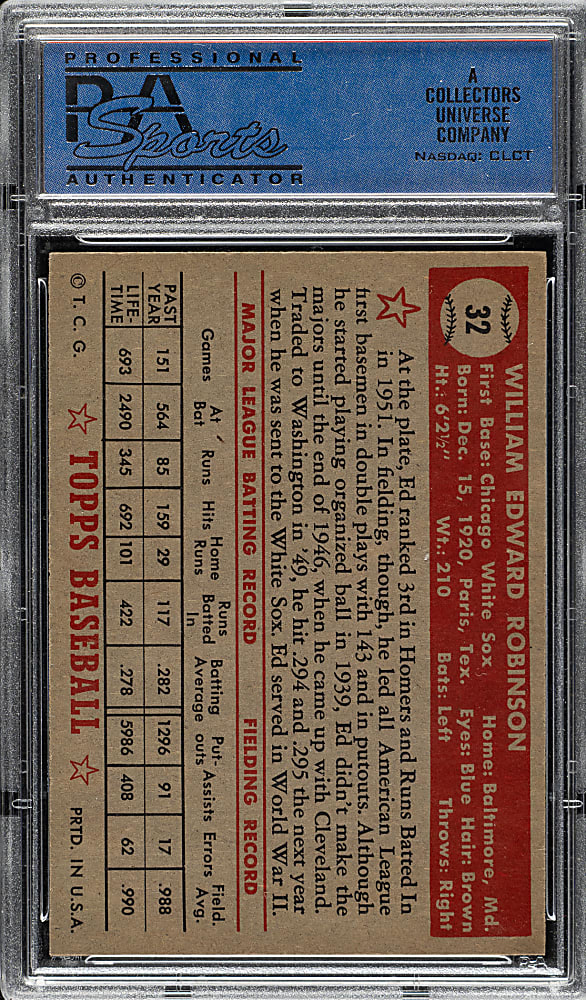 PROFESSIONAL
PSA
Sports
AUTHENTICATOR
A
COLLECTORS
UNIVERSE
COMPANY
NASDAQ: CLCT
32
WILLIAM EDWARD ROBINSON
First Base: Chicago White Sox Home: Baltimore, Md.
Born: Dec. 15, 1920, Paris, Tex. Eyes: Blue Hair: Brown
Ht.: 6'2½" Wt.: 210 Bats: Left Throws: Right
At the plate, Ed ranked 3rd in Homers and Runs Batted In
in 1951. In fielding, though, he led all American League
first basemen in double plays with 143 and in putouts. Although
he started playing organized ball in 1939, Ed didn't make the
majors until the end of 1946, when he came up with Cleveland.
Traded to Washington in '49, he hit .294 and .295 the next year
when he was sent to the White Sox. Ed served in World War II.
MAJOR LEAGUE BATTING RECORD FIELDING RECORD
Games At Bat Runs Hits Home Runs Runs Batted In Batting Average Put-outs Assists Errors Field. Avg.
PAST YEAR 151 564 85 159 29 117 .282 1296 91 17 .988
LIFE-TIME 693 2490 345 692 101 422 .278 5986 408 62 .990
© T. C. G. TOPPS BASEBALL PRTD. IN U.S.A.